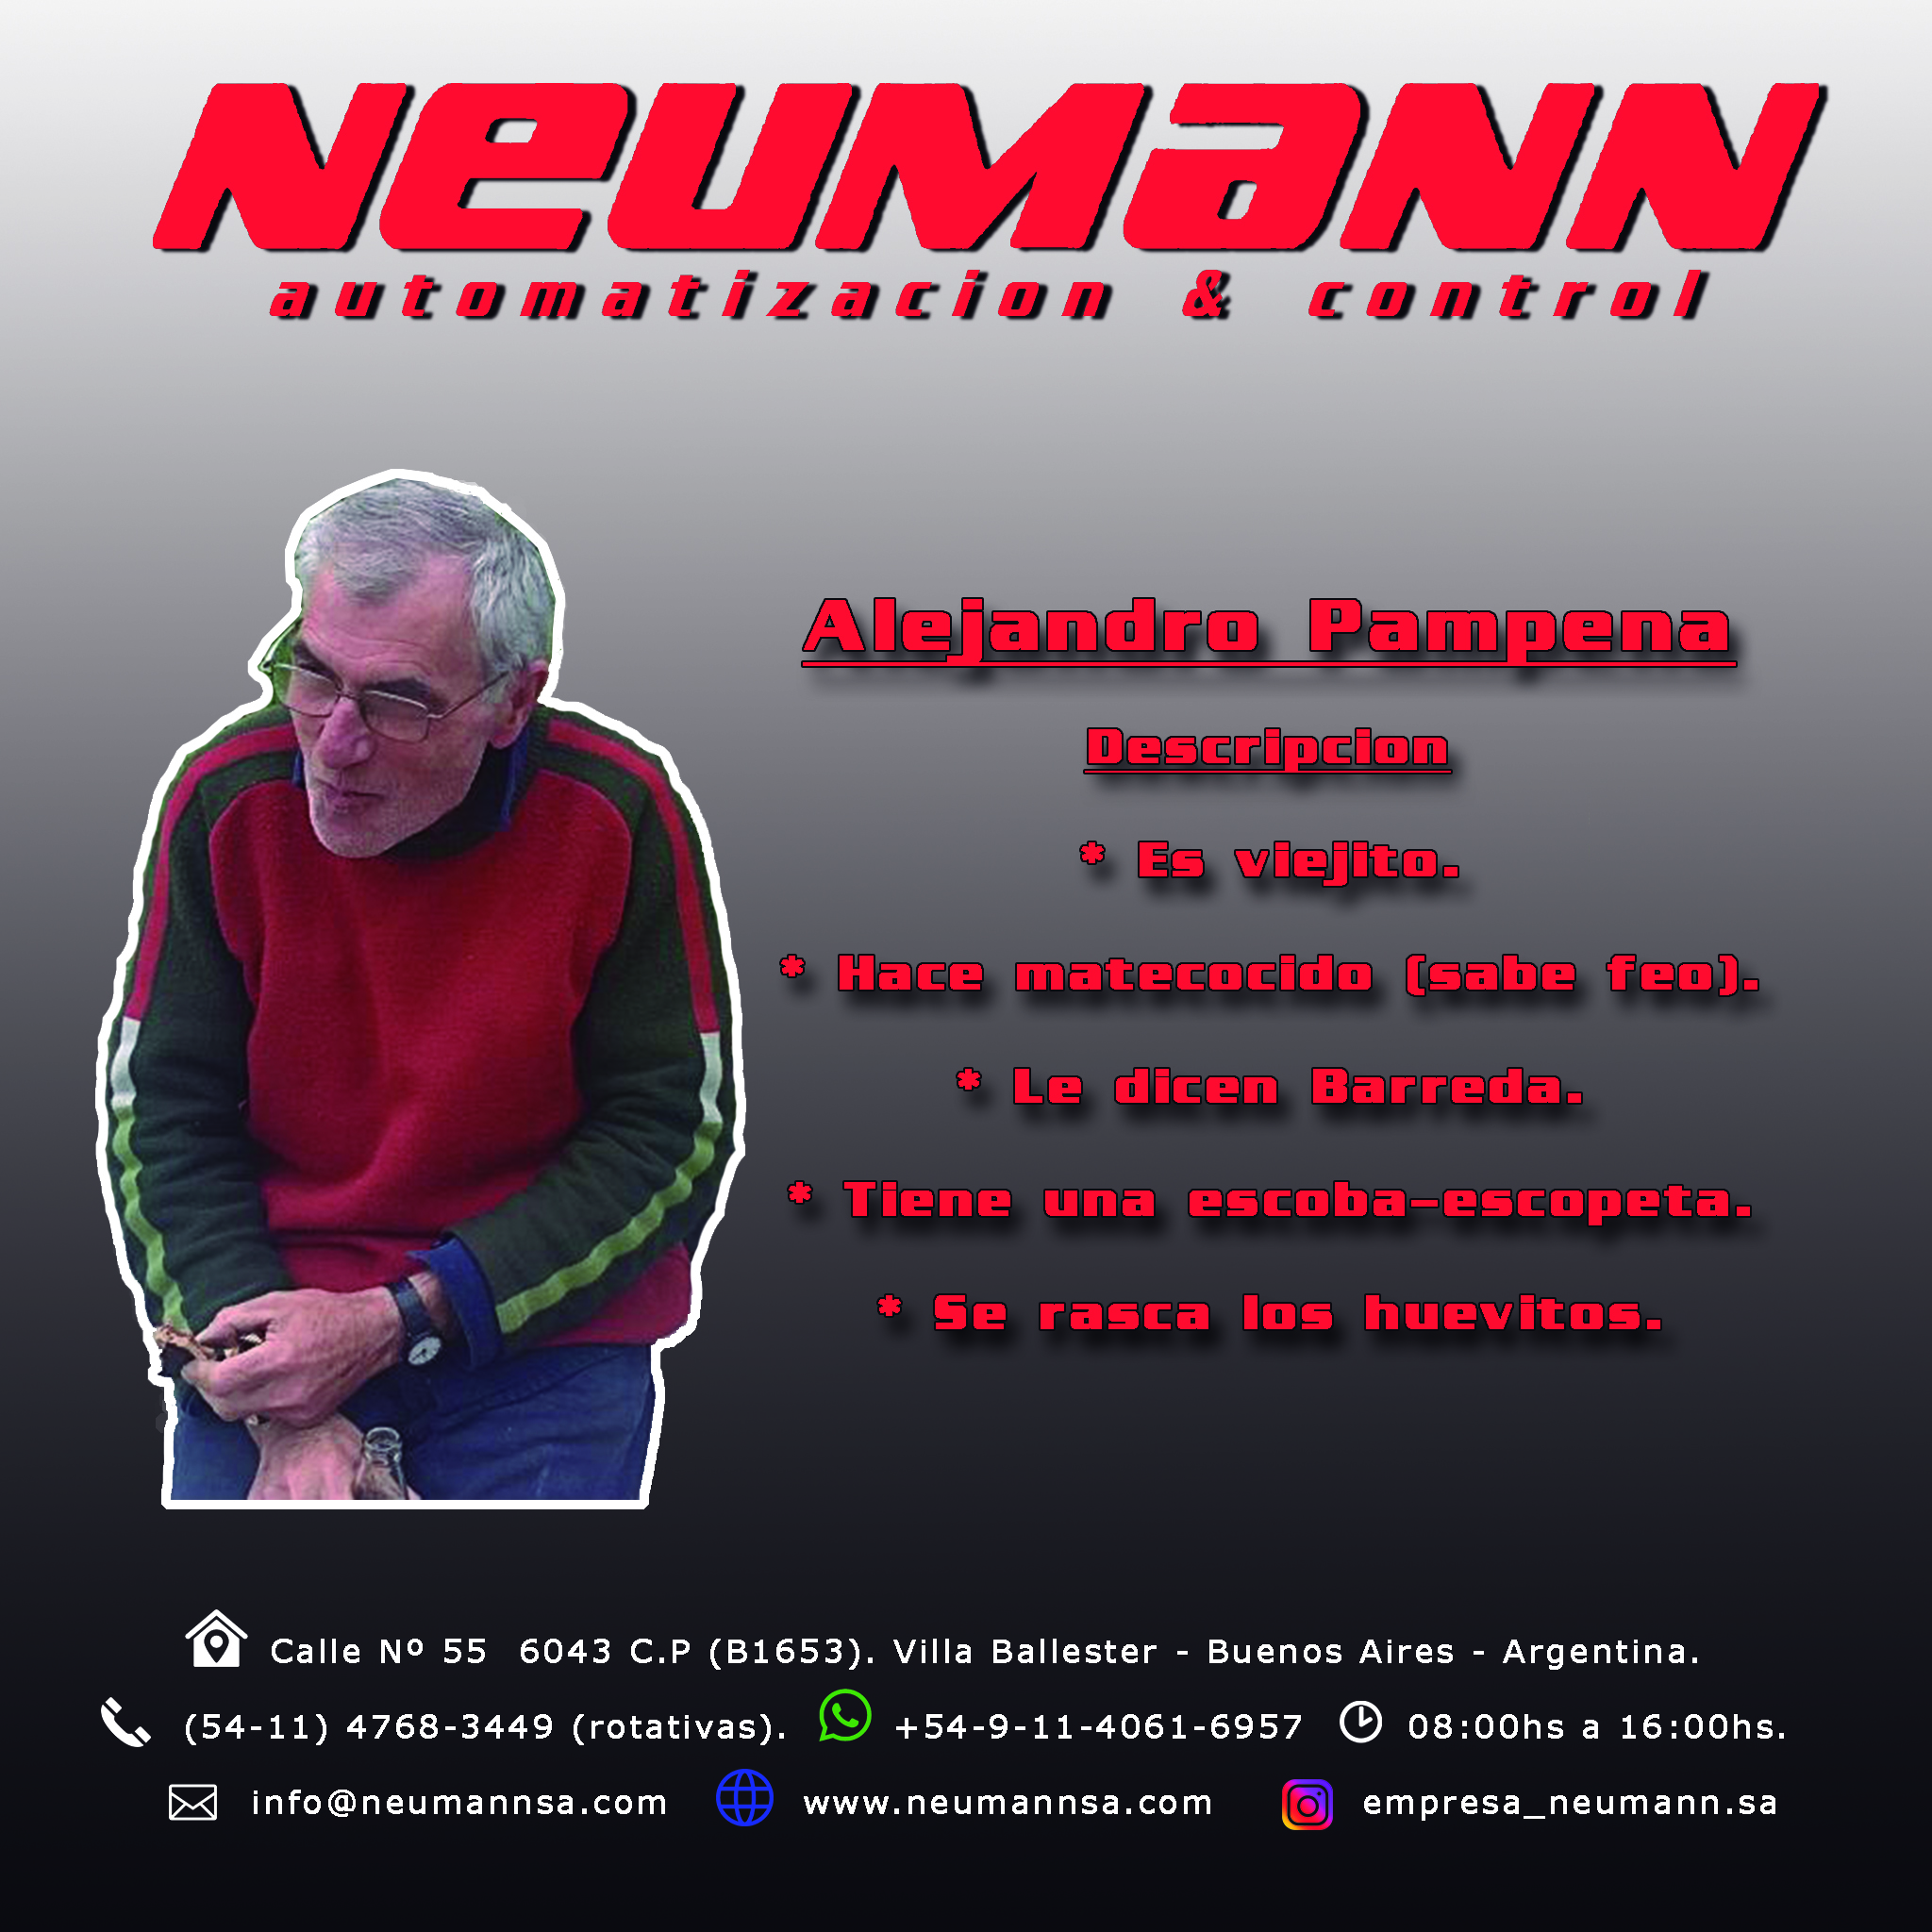 Neumann
automatizacion & control
Alejandro Pampena
Descripcion
* Es viejito.
* Hace matecocido (sabe feo).
* Le dicen Barreda.
* Tiene una escoba-escopeta.
* Se rasca los huevitos.
Calle Nº 55 6043 C.P (B1653). Villa Ballester - Buenos Aires - Argentina.
(54-11) 4768-3449 (rotativas). +54-9-11-4061-6957 08:00hs a 16:00hs.
info@neumannsa.com www.neumannsa.com empresa_neumann.sa